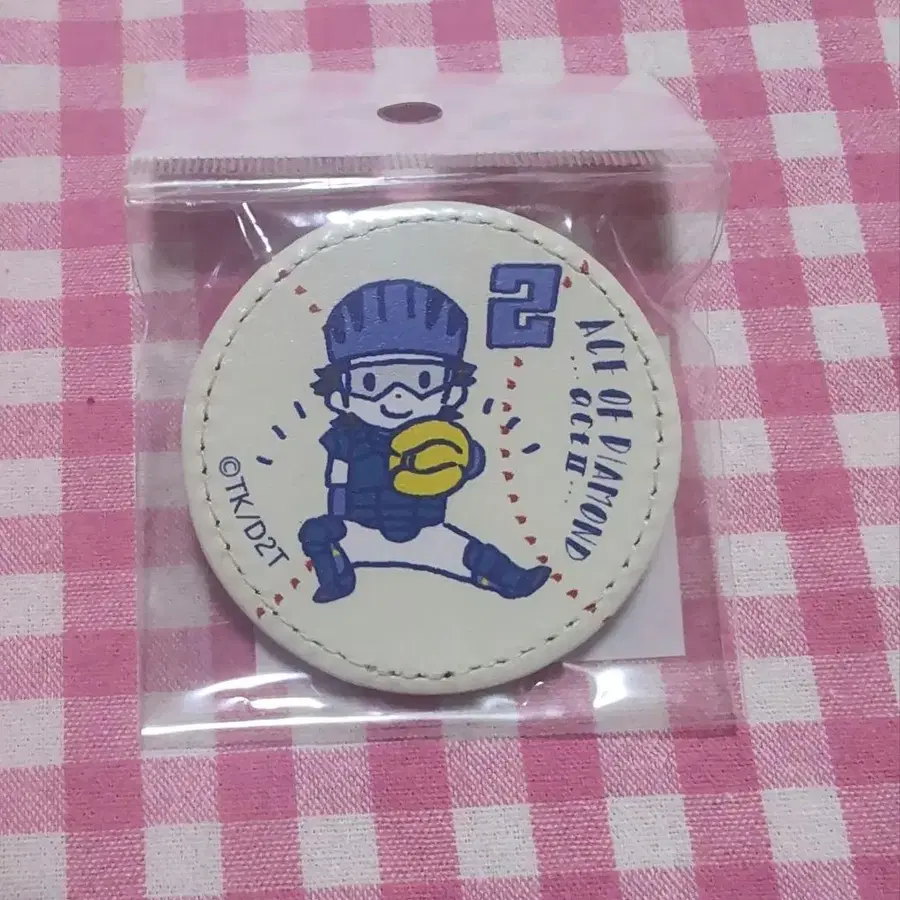 2
ACE OF DIAMOND
... act II ...
©TK/D2T